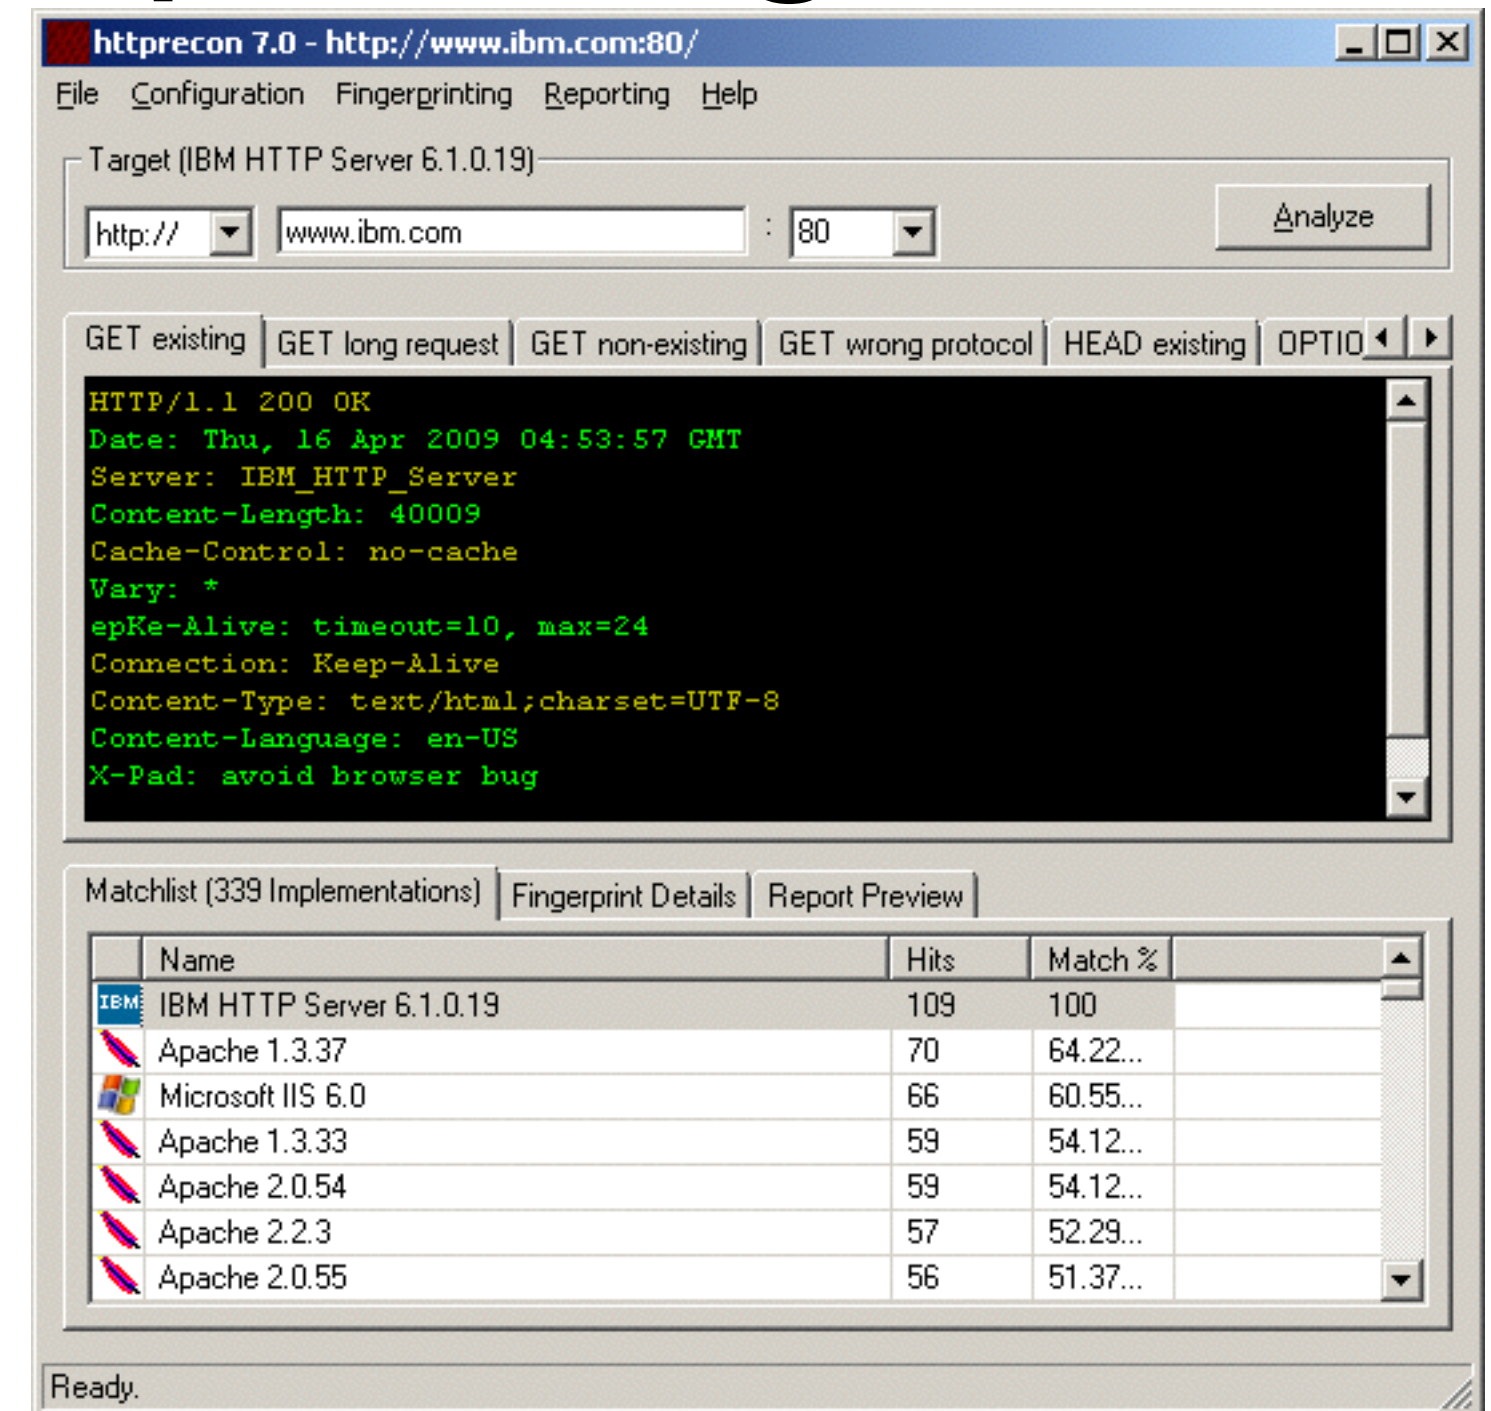 httprecon 7.0 - http://www.ibm.com:80/
File Configuration Fingerprinting Reporting Help
Target (IBM HTTP Server 6.1.0.19)
http:// www.ibm.com : 80 Analyze
GET existing GET long request GET non-existing GET wrong protocol HEAD existing OPTIO
HTTP/1.1 200 OK
Date: Thu, 16 Apr 2009 04:53:57 GMT
Server: IBM_HTTP_Server
Content-Length: 40009
Cache-Control: no-cache
Vary: *
epKe-Alive: timeout=10, max=24
Connection: Keep-Alive
Content-Type: text/html;charset=UTF-8
Content-Language: en-US
X-Pad: avoid browser bug
Matchlist (339 Implementations) Fingerprint Details Report Preview
Name Hits Match %
IBM IBM HTTP Server 6.1.0.19 109 100
Apache 1.3.37 70 64.22...
Microsoft IIS 6.0 66 60.55...
Apache 1.3.33 59 54.12...
Apache 2.0.54 59 54.12...
Apache 2.2.3 57 52.29...
Apache 2.0.55 56 51.37...
Ready.